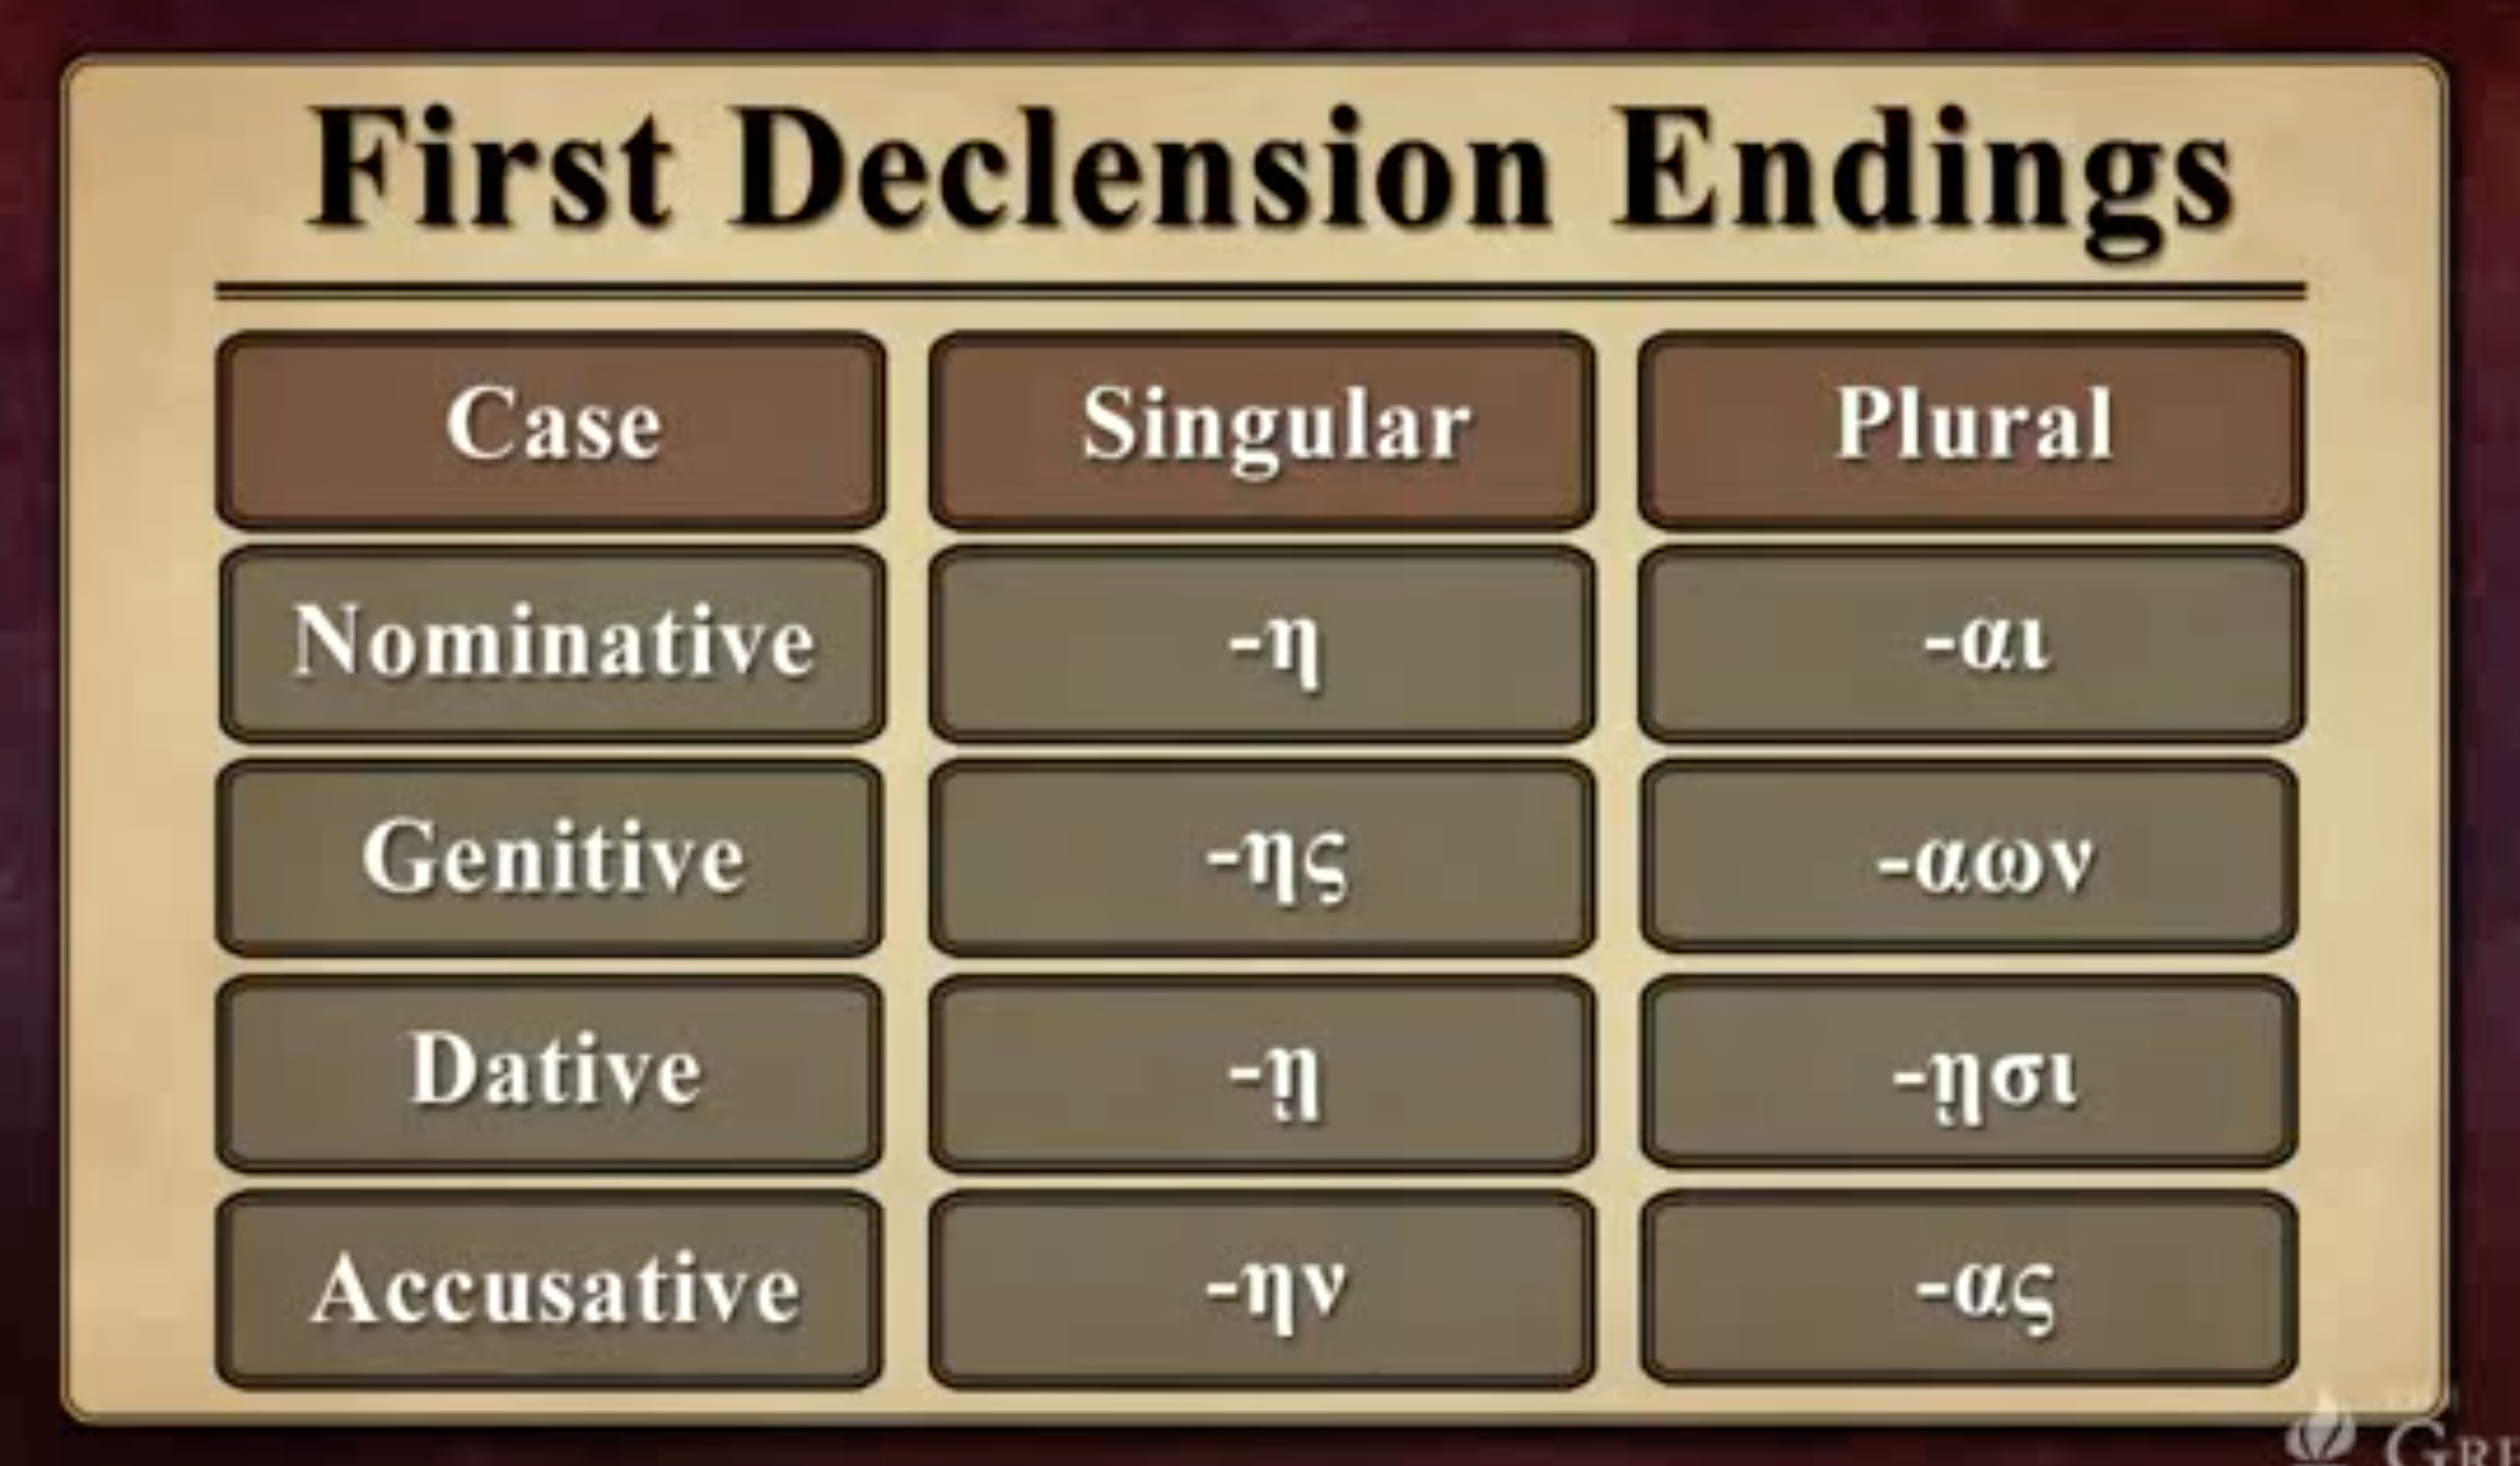 First Declension Endings
Case Singular Plural
Nominative -η -αι
Genitive -ης -αων
Dative -ῃ -ῃσι
Accusative -ην -ας